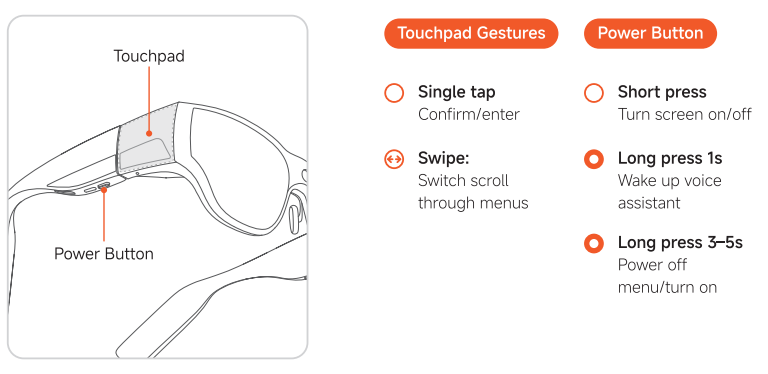 Touchpad
Power Button
Touchpad Gestures
Single tap
Confirm/enter
Swipe:
Switch scroll
through menus
Power Button
Short press
Turn screen on/off
Long press 1s
Wake up voice
assistant
Long press 3–5s
Power off
menu/turn on